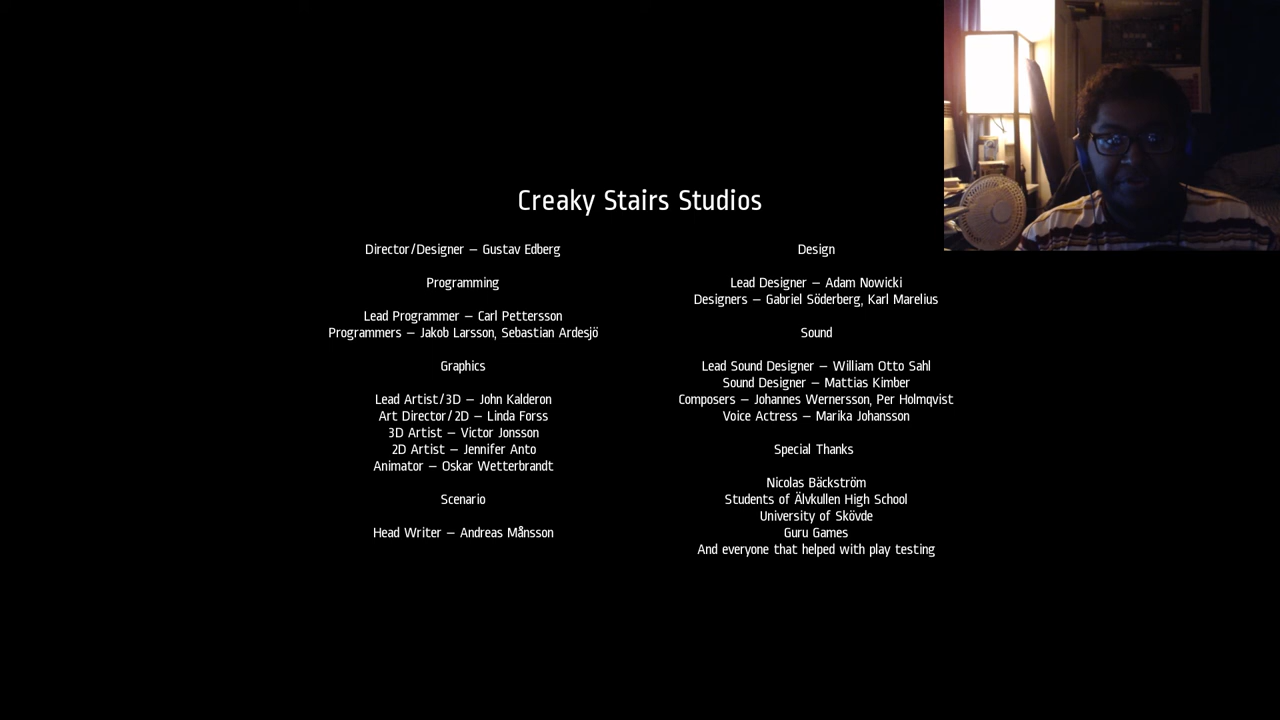 Creaky Stairs Studios
Director/Designer – Gustav Edberg
Programming
Lead Programmer – Carl Pettersson
Programmers – Jakob Larsson, Sebastian Ardesjö
Graphics
Lead Artist/3D – John Kalderon
Art Director/2D – Linda Forss
3D Artist – Victor Jonsson
2D Artist – Jennifer Anto
Animator – Oskar Wetterbrandt
Scenario
Head Writer – Andreas Månsson
Design
Lead Designer – Adam Nowicki
Designers – Gabriel Söderberg, Karl Marelius
Sound
Lead Sound Designer – William Otto Sahl
Sound Designer – Mattias Kimber
Composers – Johannes Wernersson, Per Holmqvist
Voice Actress – Marika Johansson
Special Thanks
Nicolas Bäckström
Students of Älvkullen High School
University of Skövde
Guru Games
And everyone that helped with play testing